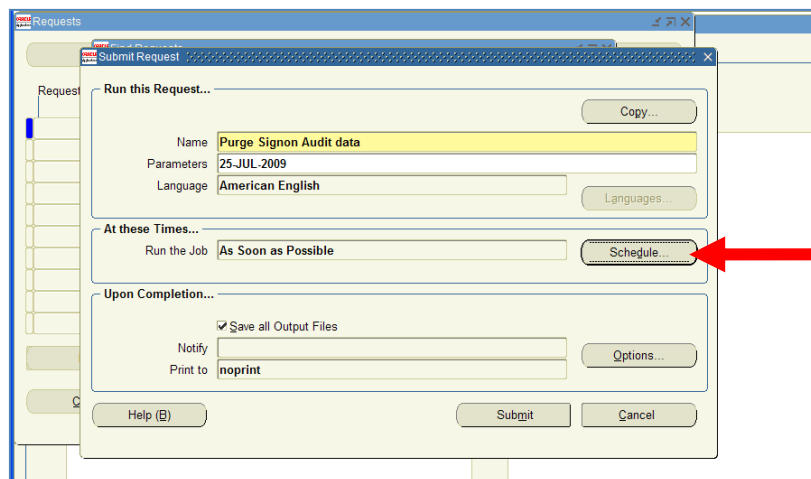 Requests
Find Requests
Submit Request
Request
Run this Request...
Copy...
Name Purge Signon Audit data
Parameters 25-JUL-2009
Language American English
Languages...
At these Times...
Run the Job As Soon as Possible
Schedule...
Upon Completion...
Save all Output Files
Notify
Options...
Print to noprint
C
Help (B)
Submit
Cancel